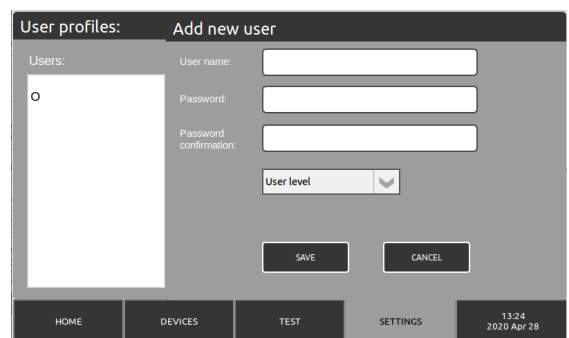 User profiles:
Add new user
Users:
O
User name:
Password:
Password
confirmation:
User level
SAVE
CANCEL
HOME
DEVICES
TEST
SETTINGS
13:24
2020 Apr 28